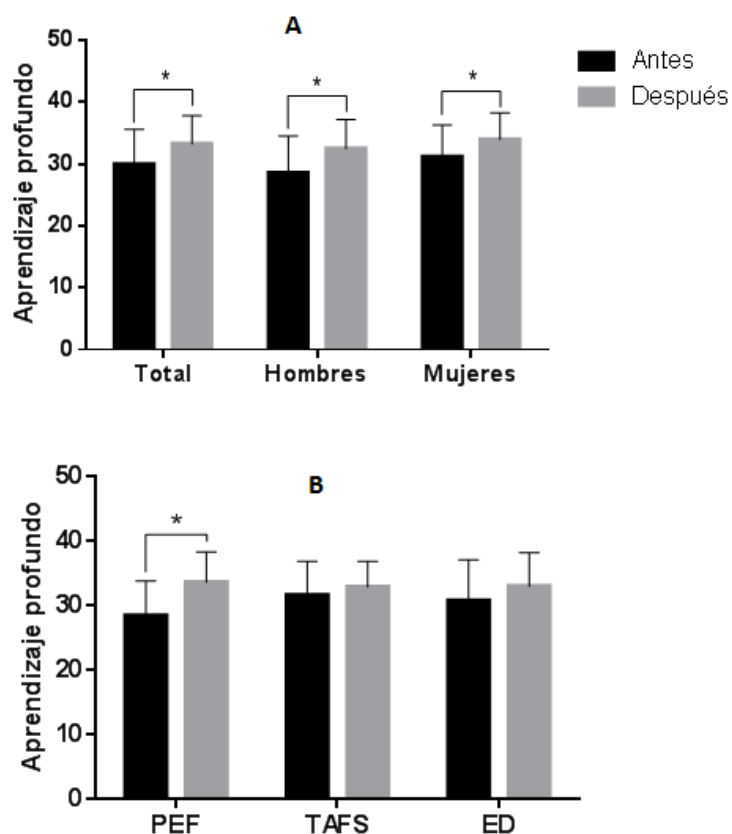 A
Aprendizaje profundo
50
40
30
20
10
0
*
*
*
Total Hombres Mujeres
Antes
Después
B
Aprendizaje profundo
50
40
30
20
10
0
*
PEF TAFS ED